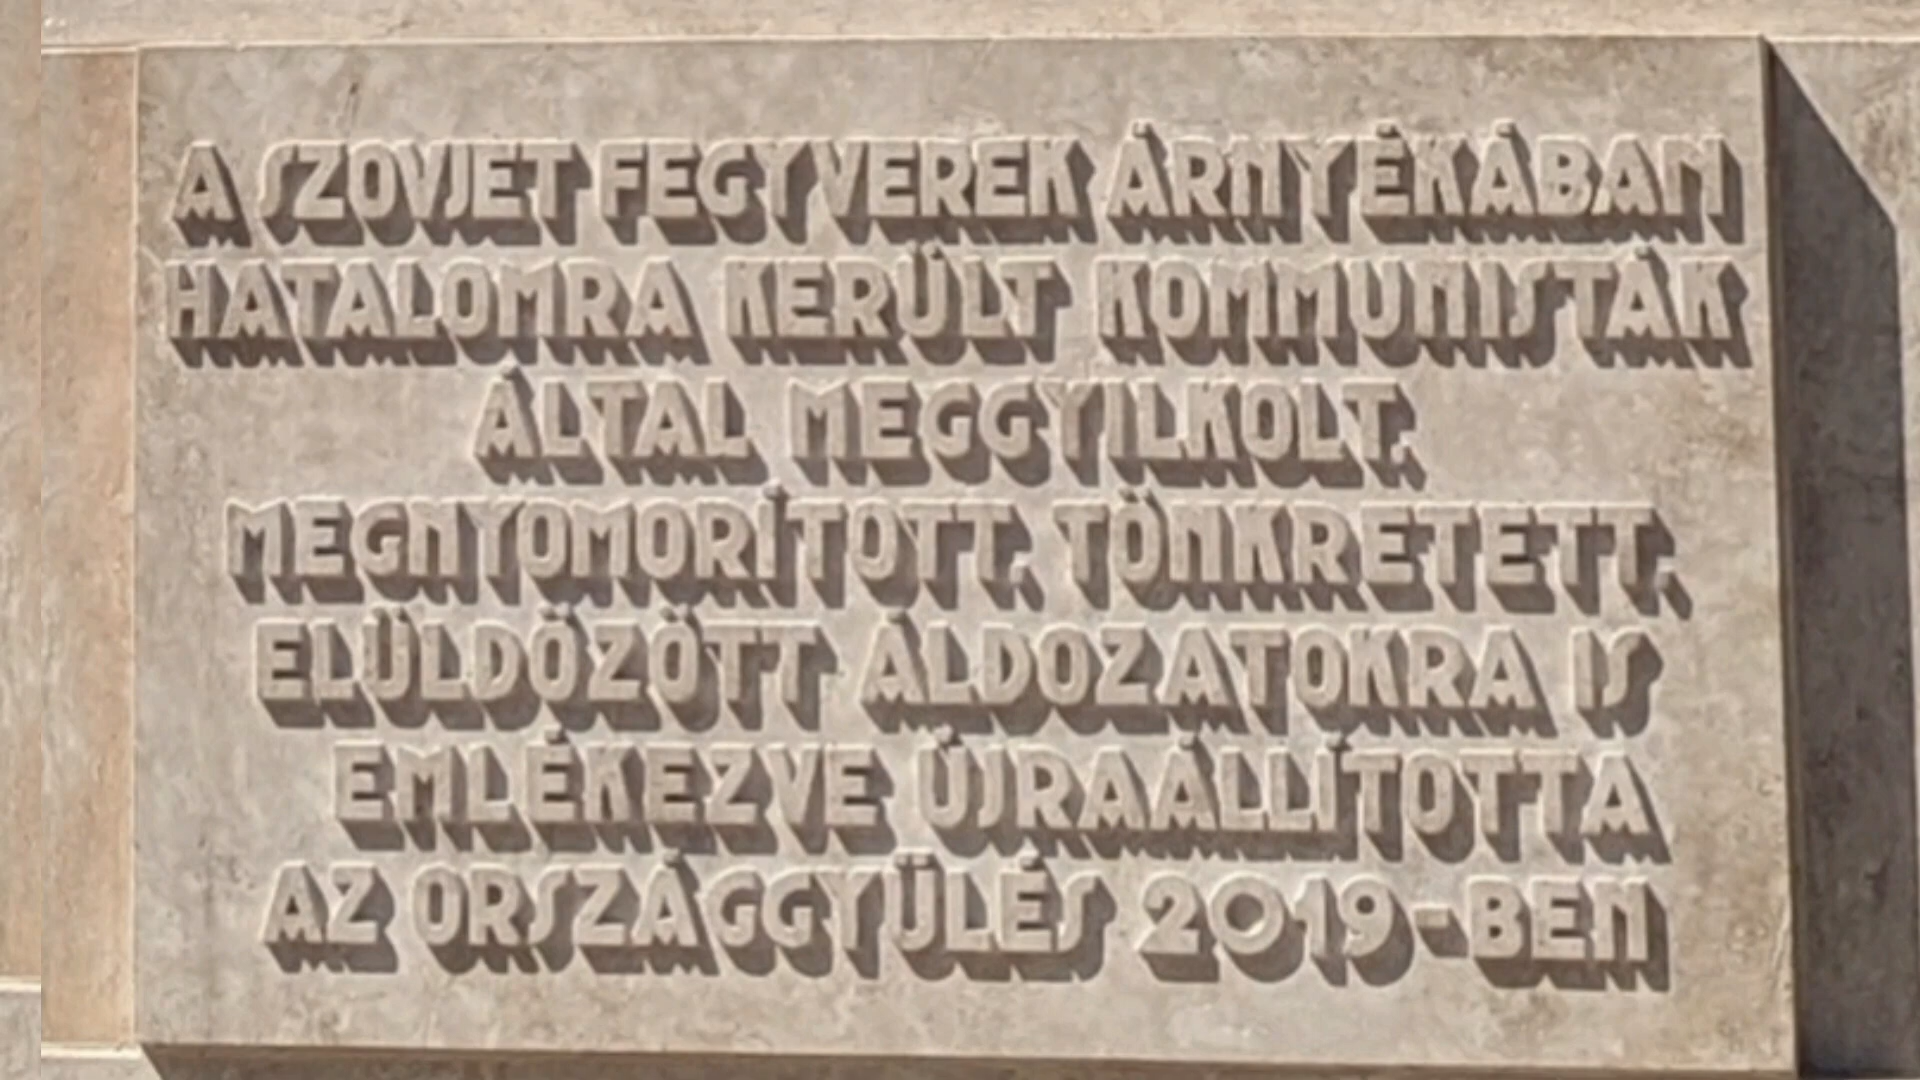 A SZOVJET FEGYVEREK ÁRNYÉKÁBAN
HATALOMRA KERÜLT KOMMUNISTÁK
ÁLTAL MEGGYILKOLT,
MEGNYOMORÍTOTT, TÖNKRETETT,
ELÜLDÖZÖTT ÁLDOZATOKRA IS
EMLÉKEZVE ÚJRAÁLLÍTOTTA
AZ ORSZÁGGYŰLÉS 2019-BEN